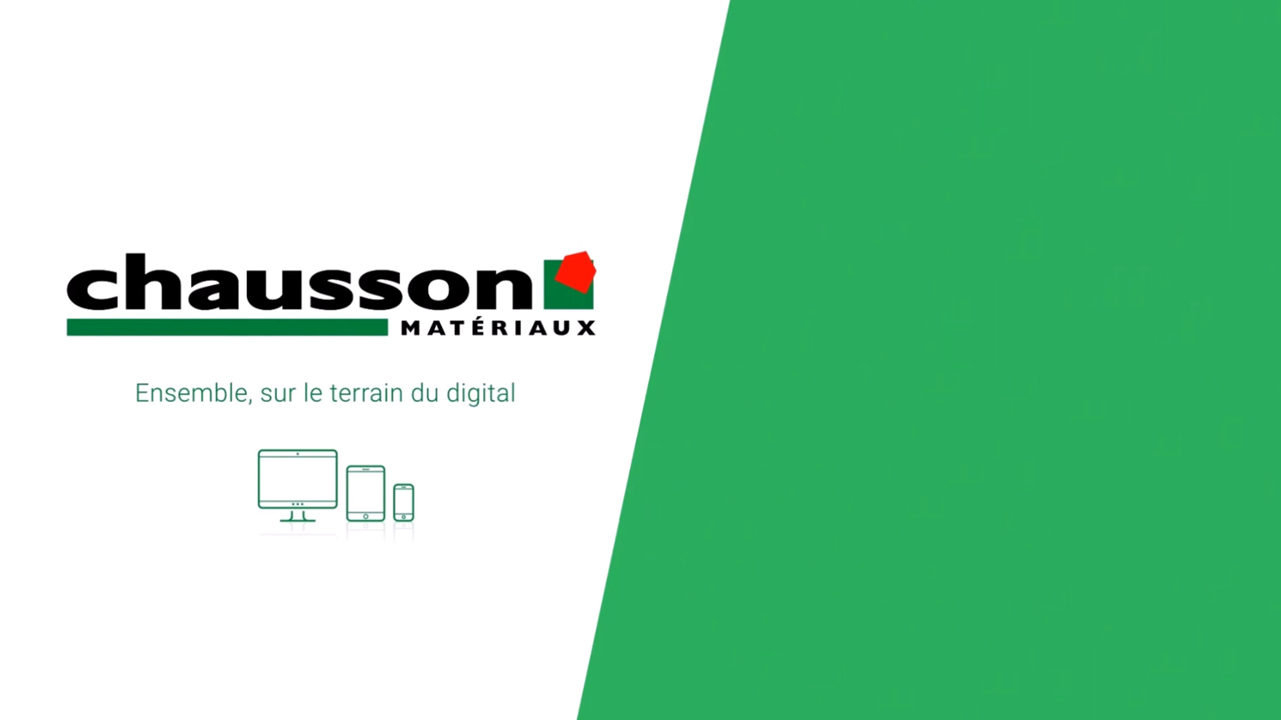 chausson
MATÉRIAUX
Ensemble, sur le terrain du digital